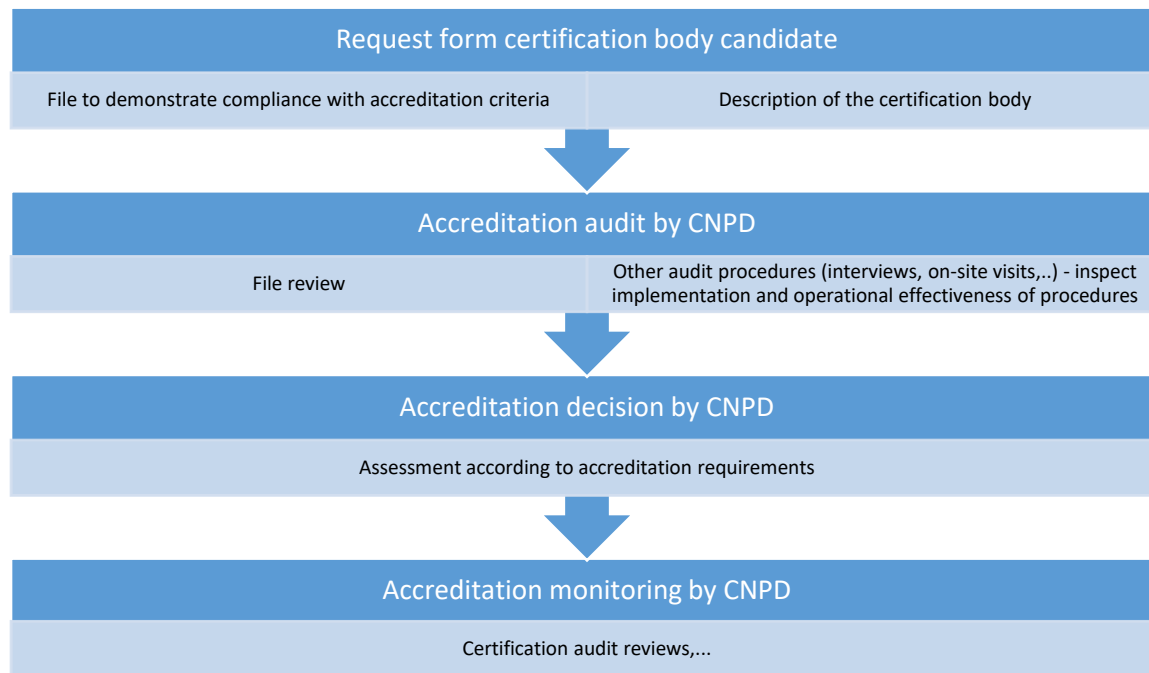 Request form certification body candidate
File to demonstrate compliance with accreditation criteria
Description of the certification body
Accreditation audit by CNPD
File review
Other audit procedures (interviews, on-site visits,..) - inspect
implementation and operational effectiveness of procedures
Accreditation decision by CNPD
Assessment according to accreditation requirements
Accreditation monitoring by CNPD
Certification audit reviews,...